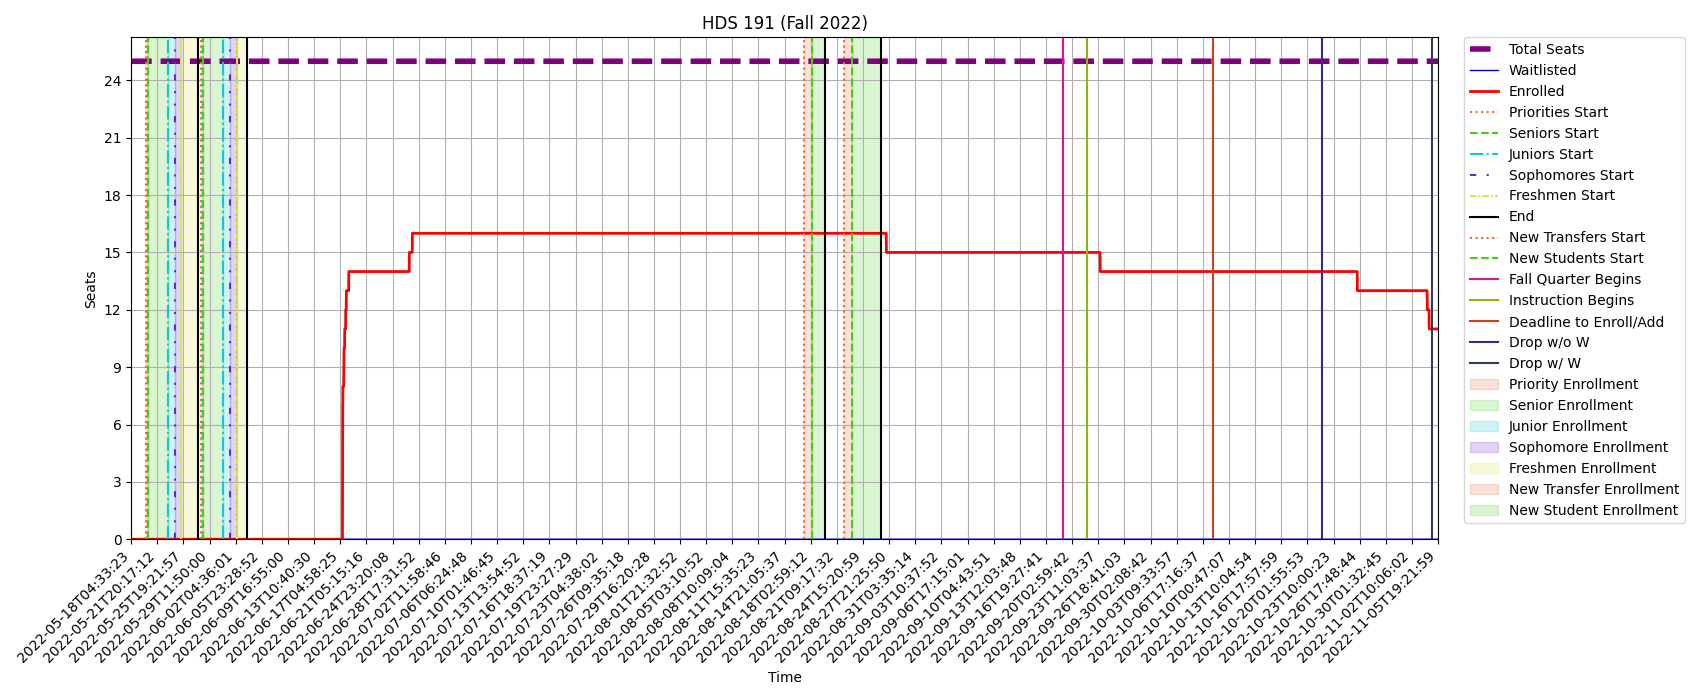 HDS 191 (Fall 2022)
Seats
24
21
18
15
12
9
6
3
0
2022-05-18T04:33:23
2022-05-21T20:17:12
2022-05-25T19:21:57
2022-05-29T11:50:00
2022-06-02T04:36:01
2022-06-05T23:28:52
2022-06-09T16:55:00
2022-06-13T10:40:30
2022-06-17T04:58:25
2022-06-21T05:15:16
2022-06-24T23:20:08
2022-06-28T17:31:52
2022-07-02T11:58:46
2022-07-06T06:24:48
2022-07-10T01:46:45
2022-07-13T13:54:52
2022-07-16T18:37:19
2022-07-19T23:27:29
2022-07-23T04:38:02
2022-07-26T09:35:18
2022-07-29T16:20:28
2022-08-01T21:32:52
2022-08-05T03:10:52
2022-08-08T10:09:04
2022-08-11T15:35:23
2022-08-14T21:05:37
2022-08-18T02:59:12
2022-08-21T09:17:32
2022-08-24T15:20:59
2022-08-27T21:25:50
2022-08-31T03:35:14
2022-09-03T10:37:52
2022-09-06T17:15:01
2022-09-10T04:43:51
2022-09-13T12:03:48
2022-09-16T19:27:41
2022-09-20T02:59:42
2022-09-23T11:03:37
2022-09-26T18:41:03
2022-09-30T02:08:42
2022-10-03T09:33:57
2022-10-06T17:16:37
2022-10-10T00:47:07
2022-10-13T10:04:54
2022-10-16T17:57:59
2022-10-20T01:55:53
2022-10-23T10:00:23
2022-10-26T17:48:44
2022-10-30T01:32:45
2022-11-02T10:06:02
2022-11-05T19:21:59
Time
Total Seats
Waitlisted
Enrolled
Priorities Start
Seniors Start
Juniors Start
Sophomores Start
Freshmen Start
End
New Transfers Start
New Students Start
Fall Quarter Begins
Instruction Begins
Deadline to Enroll/Add
Drop w/o W
Drop w/ W
Priority Enrollment
Senior Enrollment
Junior Enrollment
Sophomore Enrollment
Freshmen Enrollment
New Transfer Enrollment
New Student Enrollment